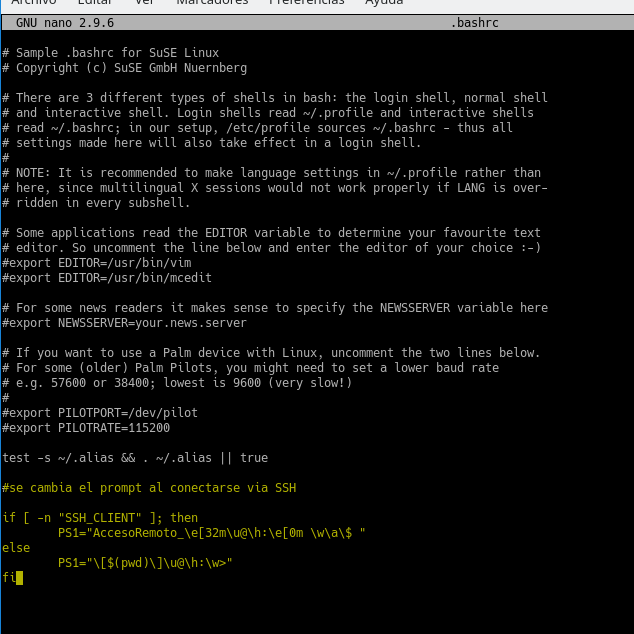 Archivo Editar Ver Marcadores Preferencias Ayuda
GNU nano 2.9.6 .bashrc
# Sample .bashrc for SuSE Linux
# Copyright (c) SuSE GmbH Nuernberg
# There are 3 different types of shells in bash: the login shell, normal shell
# and interactive shell. Login shells read ~/.profile and interactive shells
# read ~/.bashrc; in our setup, /etc/profile sources ~/.bashrc - thus all
# settings made here will also take effect in a login shell.
#
# NOTE: It is recommended to make language settings in ~/.profile rather than
# here, since multilingual X sessions would not work properly if LANG is over-
# ridden in every subshell.
# Some applications read the EDITOR variable to determine your favourite text
# editor. So uncomment the line below and enter the editor of your choice :-)
#export EDITOR=/usr/bin/vim
#export EDITOR=/usr/bin/mcedit
# For some news readers it makes sense to specify the NEWSSERVER variable here
#export NEWSSERVER=your.news.server
# If you want to use a Palm device with Linux, uncomment the two lines below.
# For some (older) Palm Pilots, you might need to set a lower baud rate
# e.g. 57600 or 38400; lowest is 9600 (very slow!)
#
#export PILOTPORT=/dev/pilot
#export PILOTRATE=115200
test -s ~/.alias && . ~/.alias || true
#se cambia el prompt al conectarse via SSH
if [ -n "SSH_CLIENT" ]; then
PS1="AccesoRemoto_\e[32m\u@\h:\e[0m \w\a\$ "
else
PS1="\[$(pwd)\]\u@\h:\w>"
fi